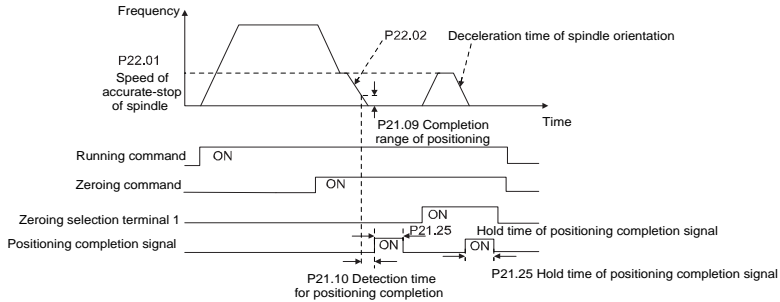 Frequency
P22.02
Deceleration time of spindle orientation
P22.01
Speed of
accurate-stop
of spindle
Time
P21.09 Completion
range of positioning
Running command
ON
Zeroing command
ON
Zeroing selection terminal 1
ON
P21.25
Hold time of positioning completion signal
Positioning completion signal
ON
ON
P21.10 Detection time
for positioning completion
P21.25 Hold time of positioning completion signal